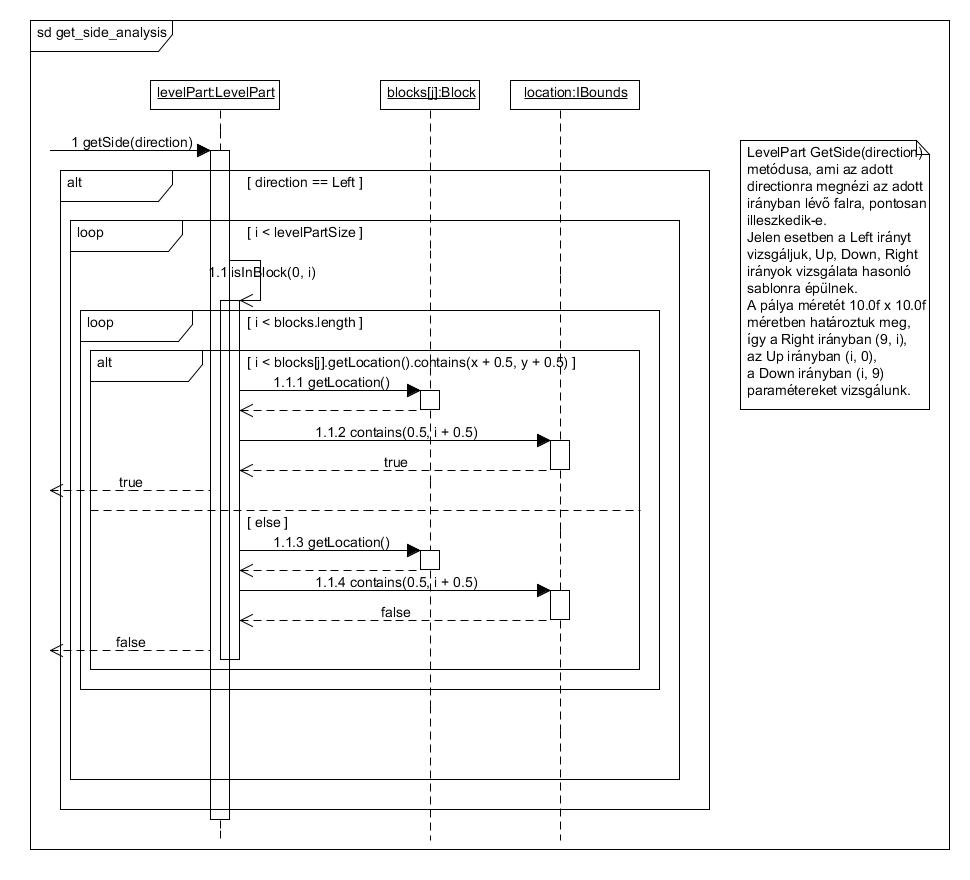 sd get_side_analysis
levelPart:LevelPart
blocks[j]:Block
location:IBounds
1 getSide(direction)
LevelPart GetSide(direction)
metódusa, ami az adott
directionra megnézi az adott
irányban lévő falra, pontosan
illeszkedik-e.
Jelen esetben a Left irányt
vizsgáljuk, Up, Down, Right
irányok vizsgálata hasonló
sablonra épülnek.
A pálya méretét 10.0f x 10.0f
méretben határoztuk meg,
így a Right irányban (9, i),
az Up irányban (i, 0),
a Down irányban (i, 9)
paramétereket vizsgálunk.
alt
[ direction == Left ]
loop
[ i < levelPartSize ]
1.1 isInBlock(0, i)
loop
[ i < blocks.length ]
alt
[ i < blocks[j].getLocation().contains(x + 0.5, y + 0.5) ]
1.1.1 getLocation()
1.1.2 contains(0.5, i + 0.5)
true
true
[ else ]
1.1.3 getLocation()
1.1.4 contains(0.5, i + 0.5)
false
false